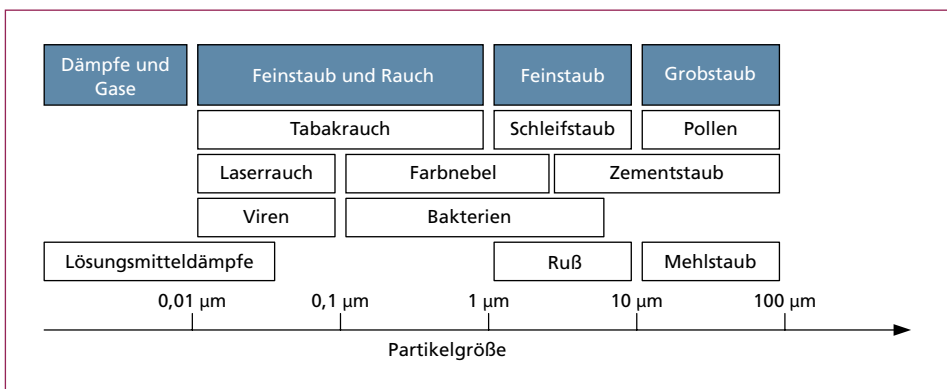 Dämpfe und
Gase
Feinstaub und Rauch
Feinstaub
Grobstaub
Tabakrauch
Schleifstaub
Pollen
Laserrauch
Farbnebel
Zementstaub
Viren
Bakterien
Lösungsmitteldämpfe
Ruß
Mehlstaub
0,01 µm
0,1 µm
1 µm
10 µm
100 µm
Partikelgröße